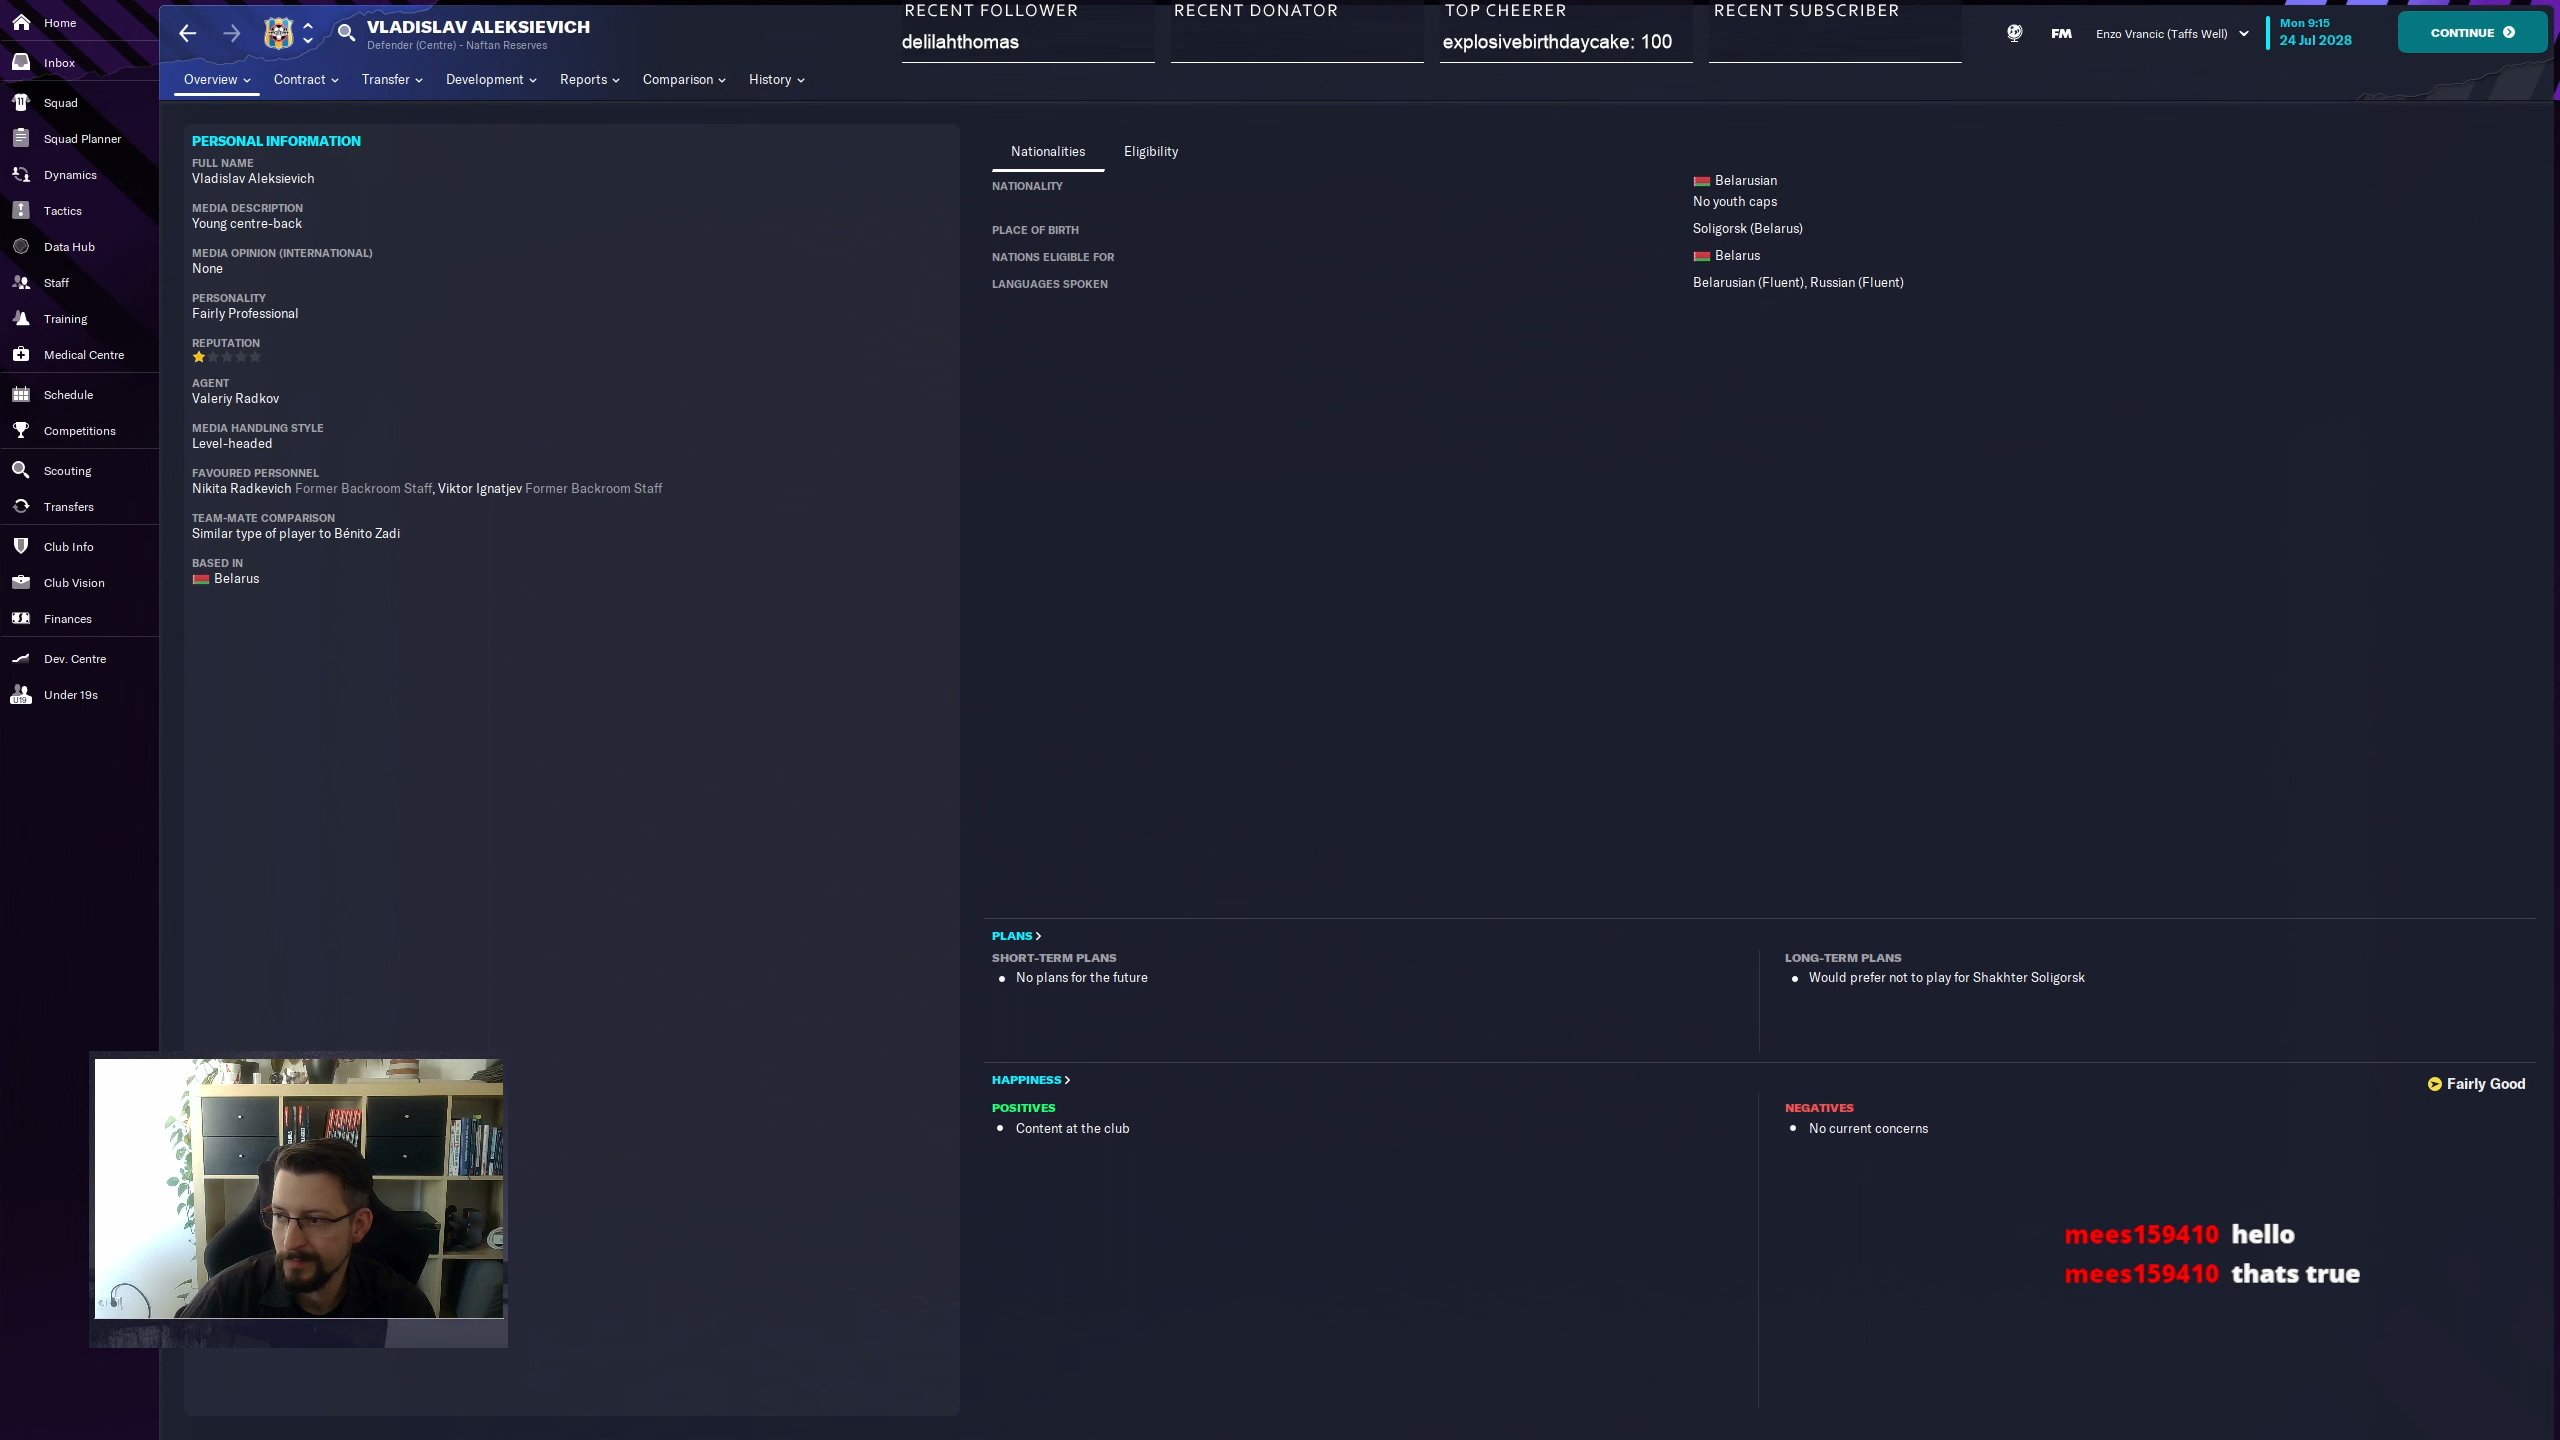 Home
Inbox
Squad
Squad Planner
Dynamics
Tactics
Data Hub
Staff
Training
Medical Centre
Schedule
Competitions
Scouting
Transfers
Club Info
Club Vision
Finances
Dev. Centre
U19
Under 19s
VLADISLAV ALEKSIEVICH
Defender (Centre) - Naftan Reserves
RECENT FOLLOWER
delilahthomas
RECENT DONATOR
TOP CHEERER
explosivebirthdaycake: 100
RECENT SUBSCRIBER
FM
Enzo Vrancic (Taffs Well)
Mon 9:15
24 Jul 2028
CONTINUE
Overview
Contract
Transfer
Development
Reports
Comparison
History
PERSONAL INFORMATION
FULL NAME
Vladislav Aleksievich
MEDIA DESCRIPTION
Young centre-back
MEDIA OPINION (INTERNATIONAL)
None
PERSONALITY
Fairly Professional
REPUTATION
AGENT
Valeriy Radkov
MEDIA HANDLING STYLE
Level-headed
FAVOURED PERSONNEL
Nikita Radkevich Former Backroom Staff, Viktor Ignatjev Former Backroom Staff
TEAM-MATE COMPARISON
Similar type of player to Bénito Zadi
BASED IN
Belarus
Nationalities
Eligibility
NATIONALITY
Belarusian
No youth caps
PLACE OF BIRTH
Soligorsk (Belarus)
NATIONS ELIGIBLE FOR
Belarus
LANGUAGES SPOKEN
Belarusian (Fluent), Russian (Fluent)
PLANS
SHORT-TERM PLANS
No plans for the future
LONG-TERM PLANS
Would prefer not to play for Shakhter Soligorsk
HAPPINESS
Fairly Good
POSITIVES
Content at the club
NEGATIVES
No current concerns
mees159410 hello
mees159410 thats true